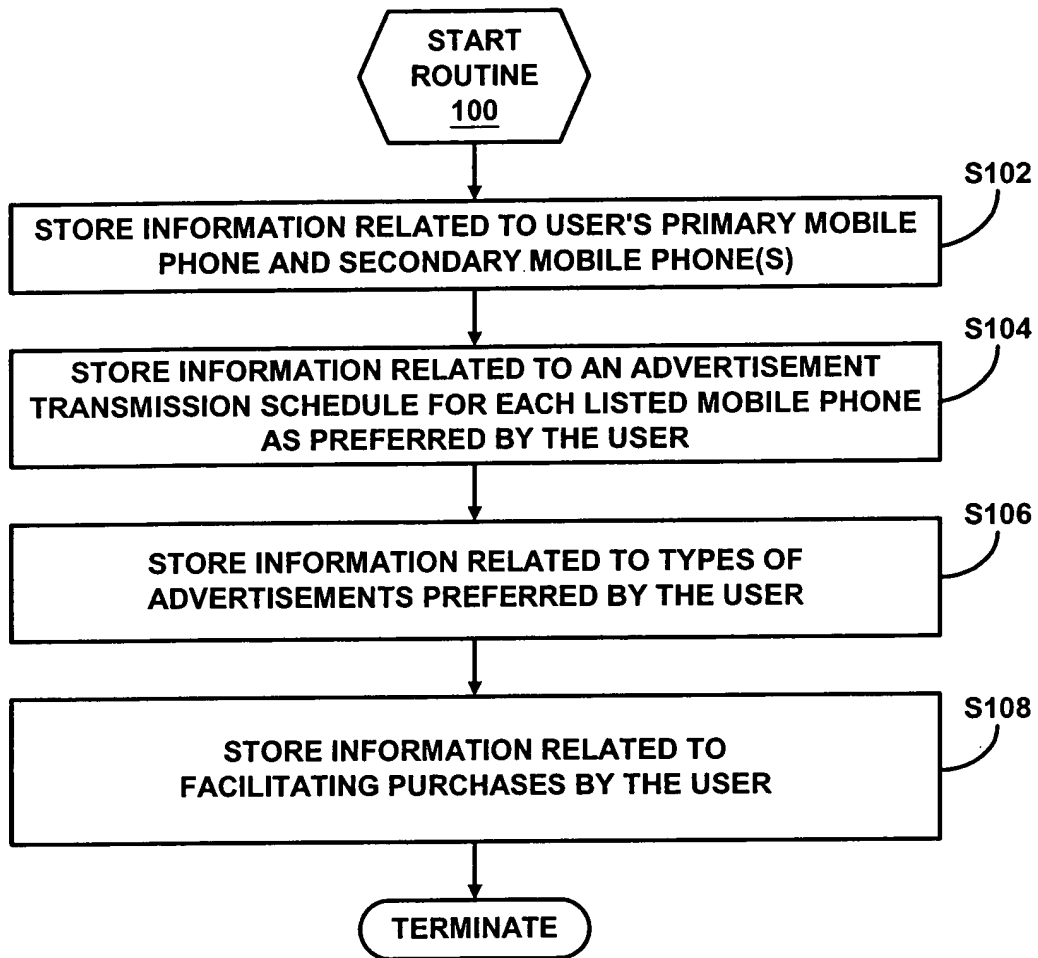 START
ROUTINE
100
S102
STORE INFORMATION RELATED TO USER'S PRIMARY MOBILE
PHONE AND SECONDARY MOBILE PHONE(S)
S104
STORE INFORMATION RELATED TO AN ADVERTISEMENT
TRANSMISSION SCHEDULE FOR EACH LISTED MOBILE PHONE
AS PREFERRED BY THE USER
S106
STORE INFORMATION RELATED TO TYPES OF
ADVERTISEMENTS PREFERRED BY THE USER
S108
STORE INFORMATION RELATED TO
FACILITATING PURCHASES BY THE USER
TERMINATE